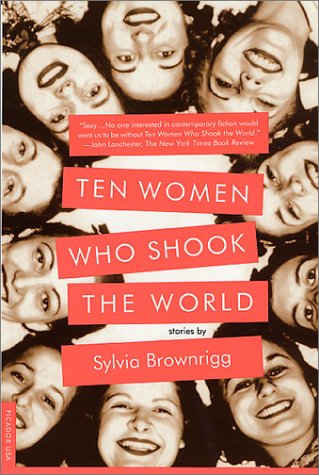 "Sexy... No one interested in contemporary fiction would
want us to be without Ten Women Who Shook the World."
—John Lanchester, The New York Times Book Review
TEN WOMEN
WHO SHOOK
THE WORLD
stories by
Sylvia Brownrigg
PICADOR USA